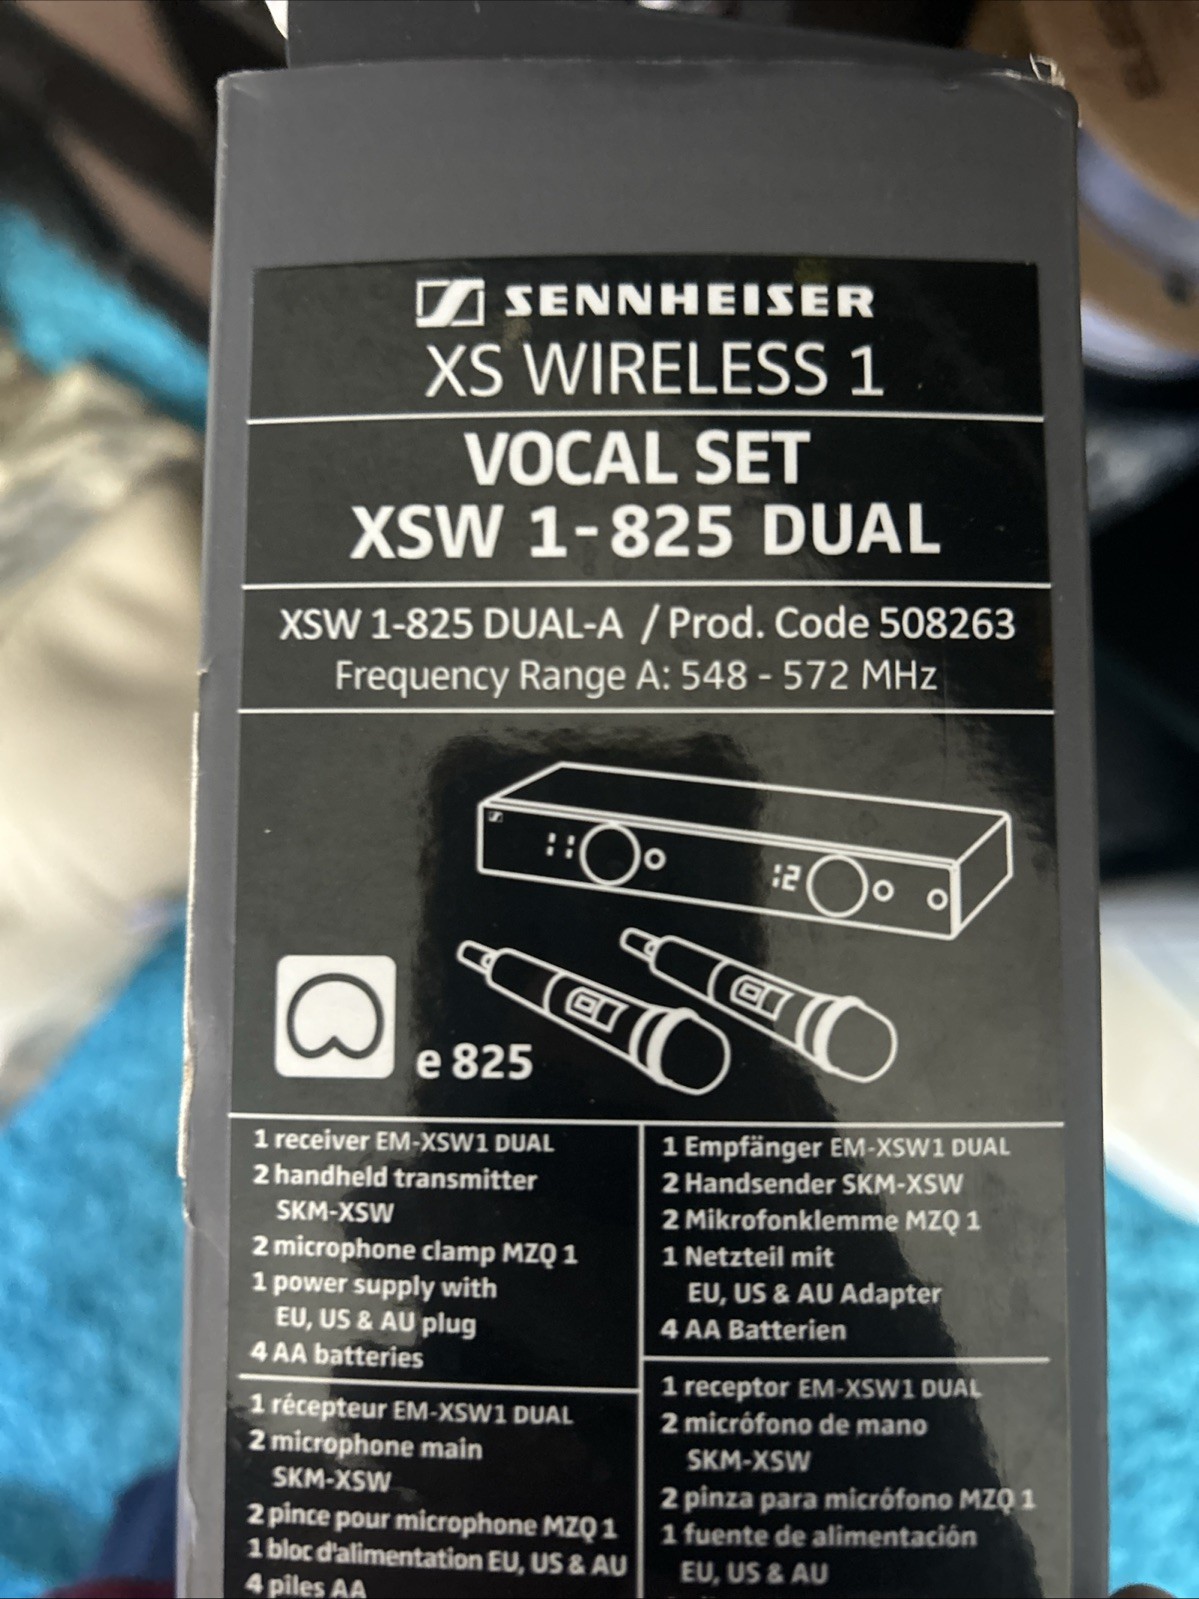 SENNHEISER
XS WIRELESS 1
VOCAL SET
XSW 1-825 DUAL
XSW 1-825 DUAL-A / Prod. Code 508263
Frequency Range A: 548 - 572 MHz
11
12
e 825
1 receiver EM-XSW1 DUAL
2 handheld transmitter
SKM-XSW
2 microphone clamp MZQ 1
1 power supply with
EU, US & AU plug
4 AA batteries
1 Empfänger EM-XSW1 DUAL
2 Handsender SKM-XSW
2 Mikrofonklemme MZQ 1
1 Netzteil mit
EU, US & AU Adapter
4 AA Batterien
1 récepteur EM-XSW1 DUAL
2 microphone main
SKM-XSW
2 pince pour microphone MZQ 1
1 bloc d'alimentation EU, US & AU
4 piles AA
1 receptor EM-XSW1 DUAL
2 micrófono de mano
SKM-XSW
2 pinza para micrófono MZQ 1
1 fuente de alimentación
EU, US & AU